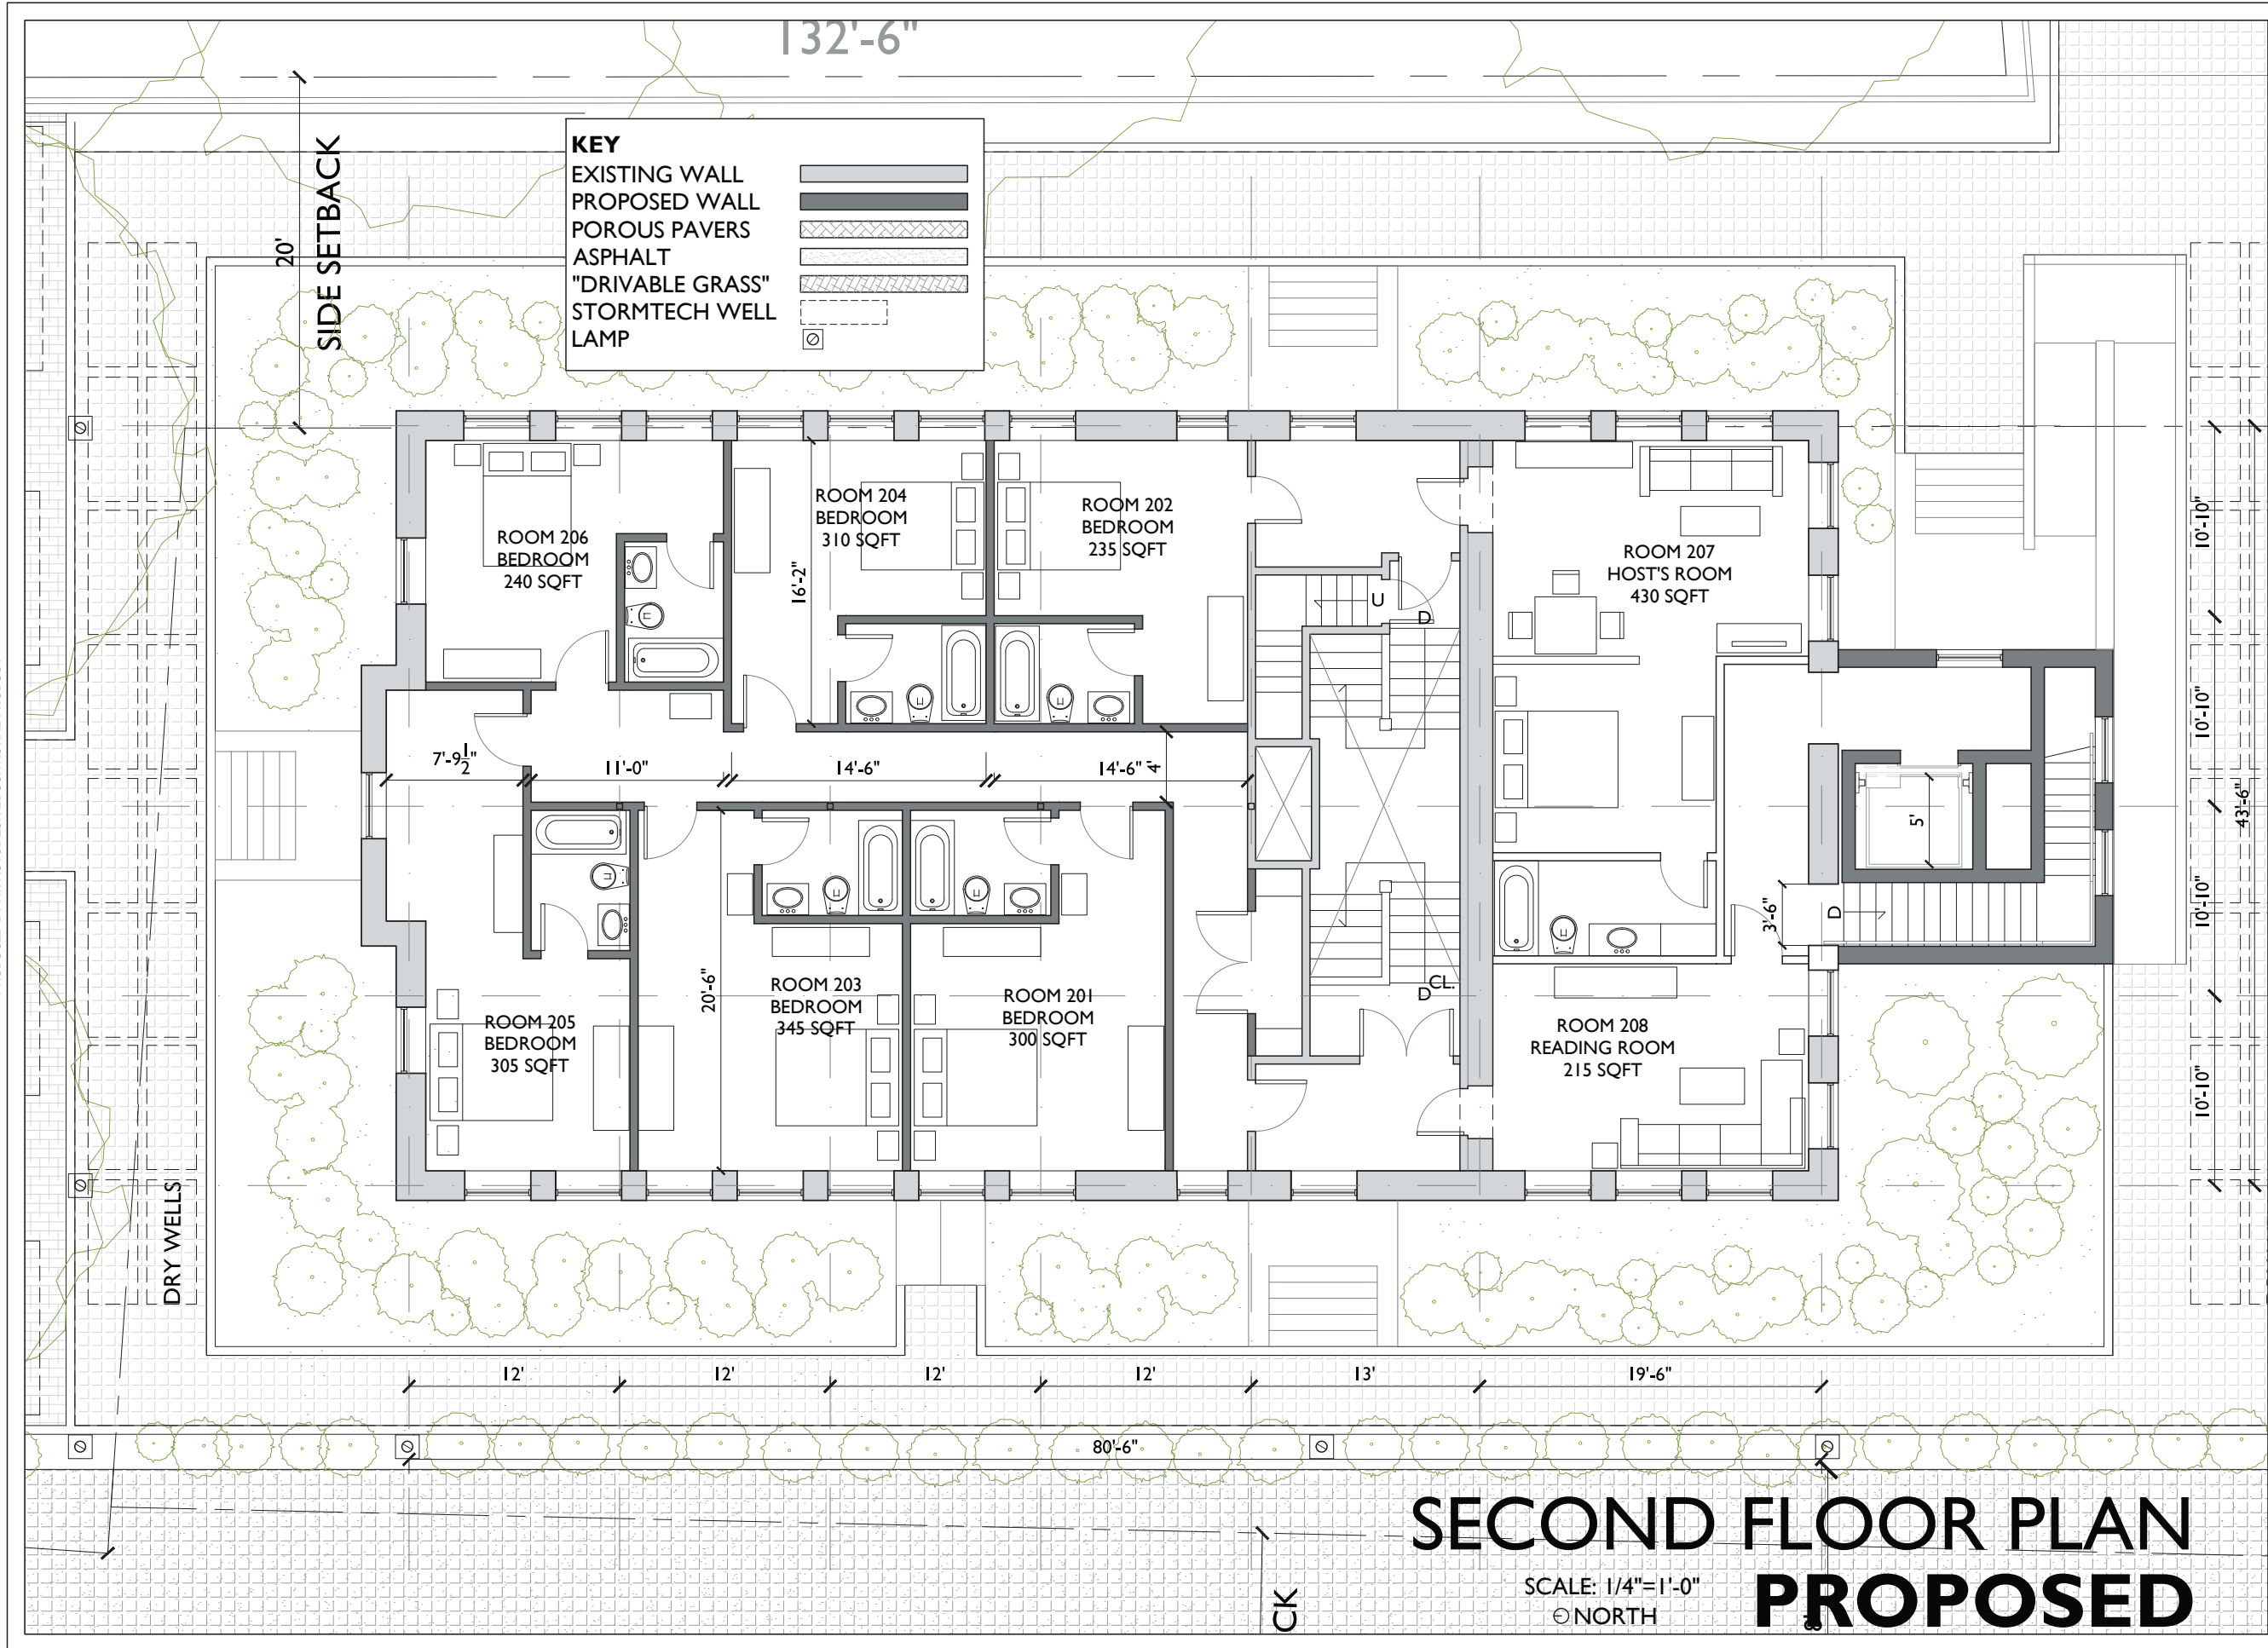 132'-6"
SIDE SETBACK
20'
KEY
EXISTING WALL
PROPOSED WALL
POROUS PAVERS
ASPHALT
"DRIVABLE GRASS"
STORMTECH WELL
LAMP
ROOM 206
BEDROOM
240 SQFT
ROOM 204
BEDROOM
310 SQFT
ROOM 202
BEDROOM
235 SQFT
16'-2"
U
D
ROOM 207
HOST'S ROOM
430 SQFT
10'-10"
10'-10"
10'-10"
10'-10"
43'-6"
7'-9 1/2"
11'-0"
14'-6"
14'-6"
4'
5'
3'-6"
D
20'-6"
ROOM 205
BEDROOM
305 SQFT
ROOM 203
BEDROOM
345 SQFT
ROOM 201
BEDROOM
300 SQFT
CL.
D
ROOM 208
READING ROOM
215 SQFT
DRY WELLS
12'
12'
12'
12'
13'
19'-6"
80'-6"
CK
SECOND FLOOR PLAN
SCALE: 1/4"=1'-0"
NORTH
PROPOSED